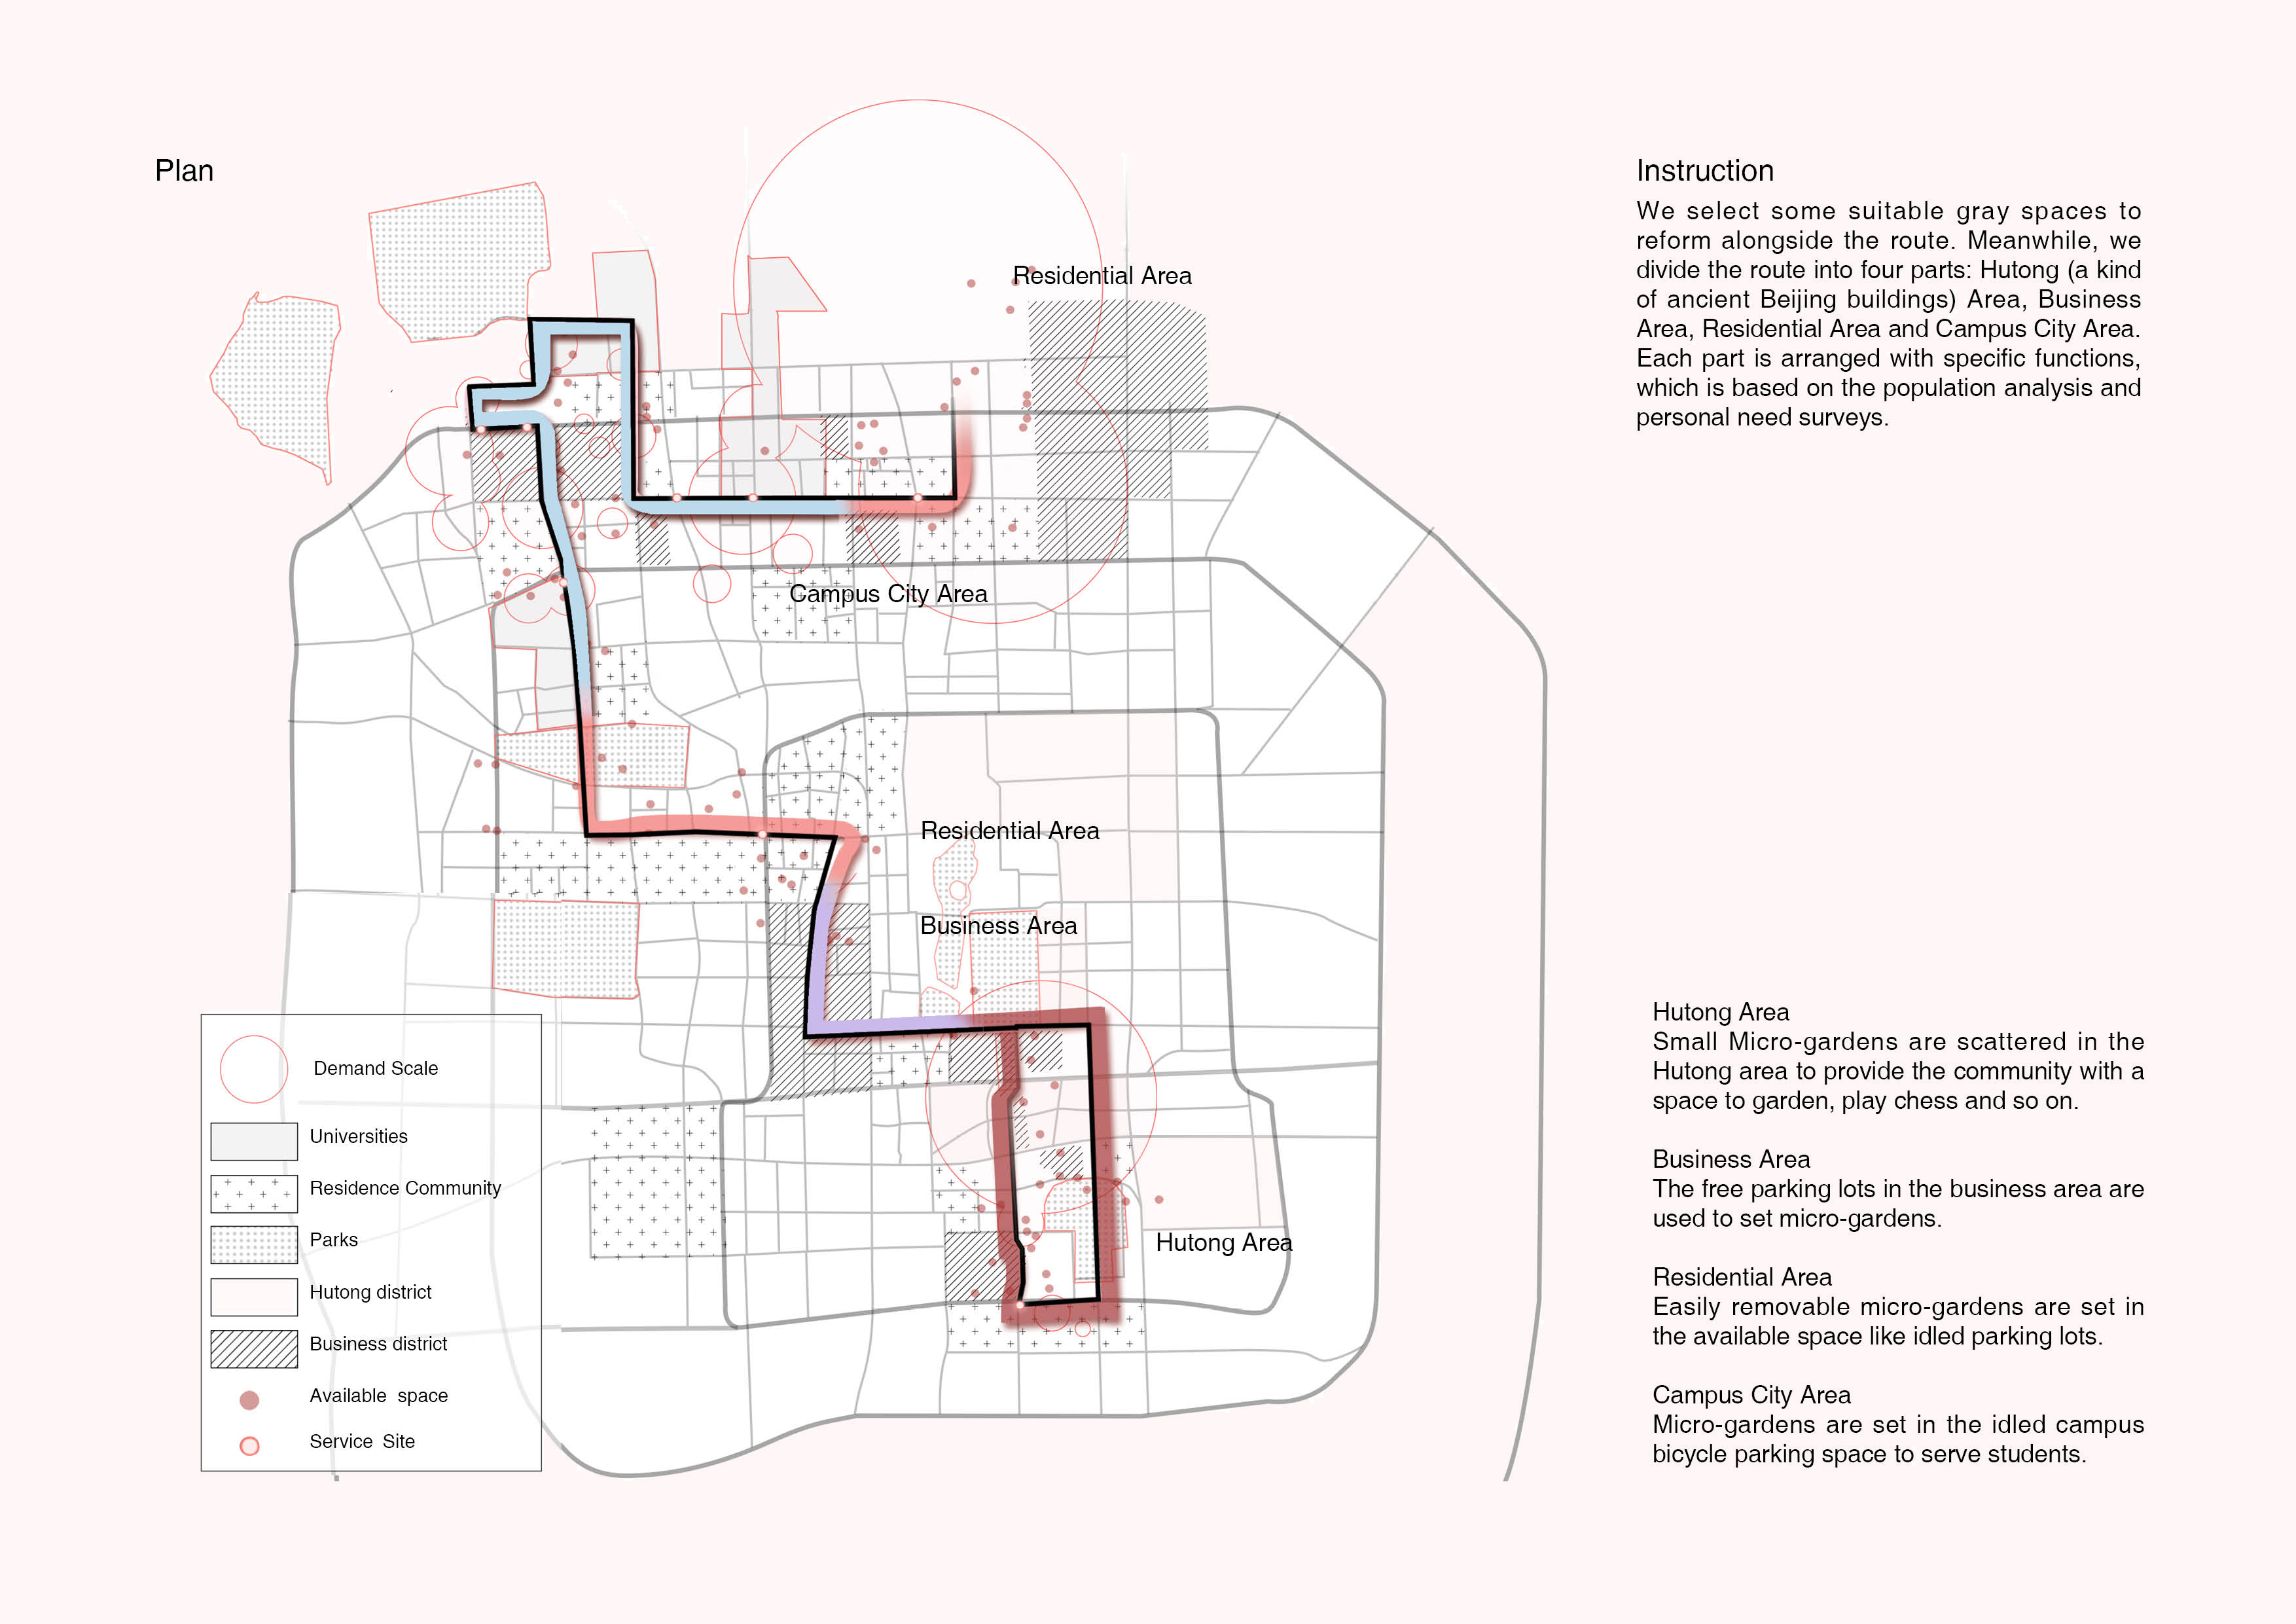 Plan
Instruction
We select some suitable gray spaces to
reform alongside the route. Meanwhile, we
divide the route into four parts: Hutong (a kind
of ancient Beijing buildings) Area, Business
Area, Residential Area and Campus City Area.
Each part is arranged with specific functions,
which is based on the population analysis and
personal need surveys.
Residential Area
Campus City Area
Residential Area
Business Area
Hutong Area
Demand Scale
Universities
Residence Community
Parks
Hutong district
Business district
Available space
Service Site
Hutong Area
Small Micro-gardens are scattered in the
Hutong area to provide the community with a
space to garden, play chess and so on.
Business Area
The free parking lots in the business area are
used to set micro-gardens.
Residential Area
Easily removable micro-gardens are set in
the available space like idled parking lots.
Campus City Area
Micro-gardens are set in the idled campus
bicycle parking space to serve students.